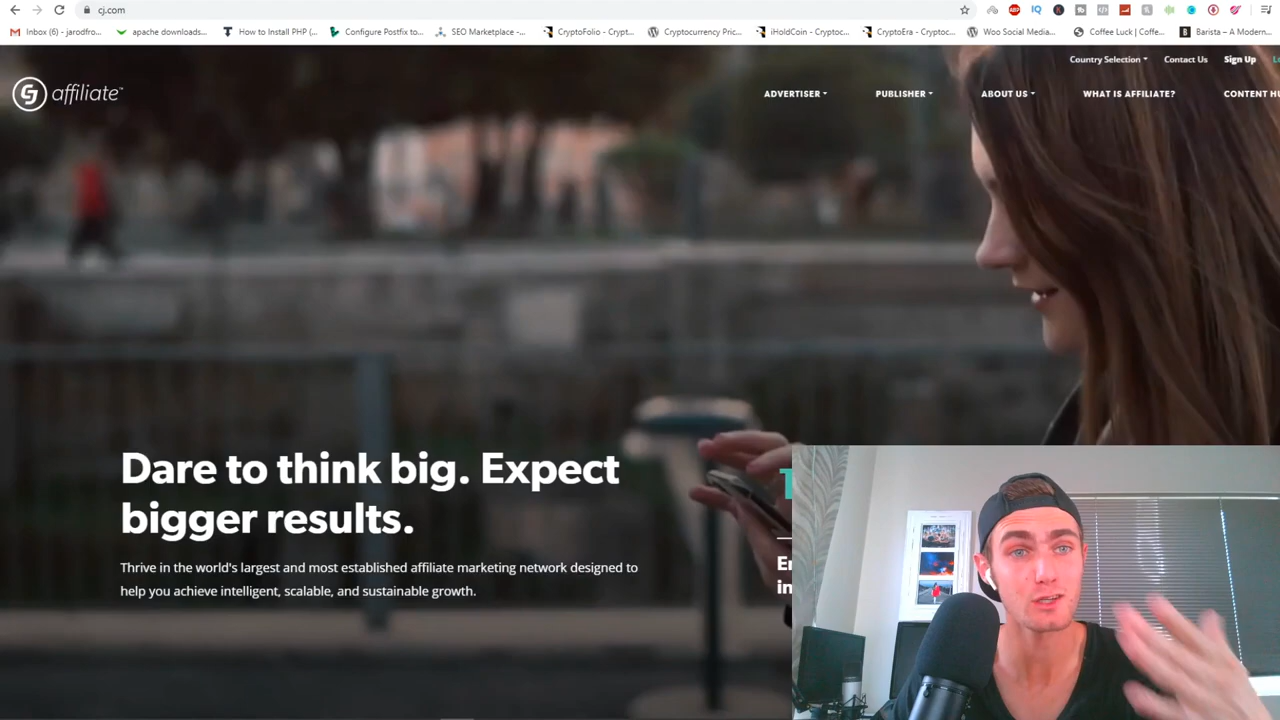 cj.com
Inbox (6) - jarodfro...
apache downloads...
How to Install PHP (...
Configure Postfix to...
SEO Marketplace -...
CryptoFolio - Crypt...
Cryptocurrency Pric...
iHoldCoin - Cryptoc...
CryptoEra - Cryptoc...
Woo Social Media...
Coffee Luck | Coffe...
Barista – A Modern...
Country Selection
Contact Us
Sign Up
CJ affiliate™
ADVERTISER
PUBLISHER
ABOUT US
WHAT IS AFFILIATE?
CONTENT HU
Dare to think big. Expect
bigger results.
Thrive in the world's largest and most established affiliate marketing network designed to
help you achieve intelligent, scalable, and sustainable growth.